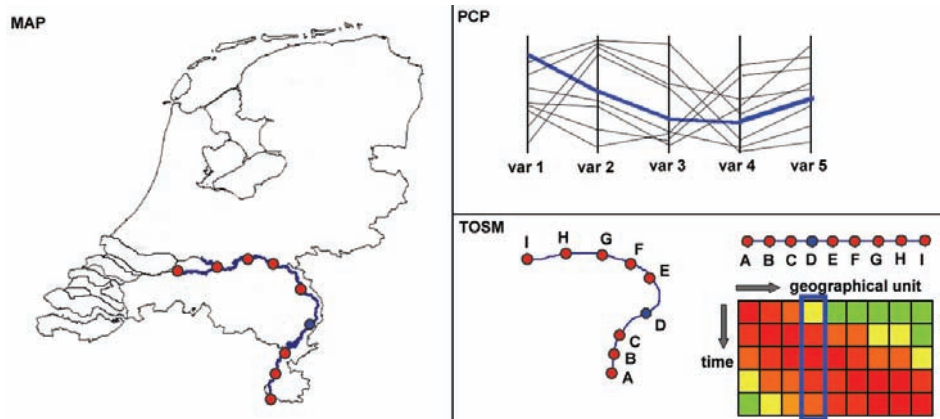 MAP
PCP
var 1 var 2 var 3 var 4 var 5
TOSM
I H G F E D C B A
A B C D E F G H I
geographical unit
time